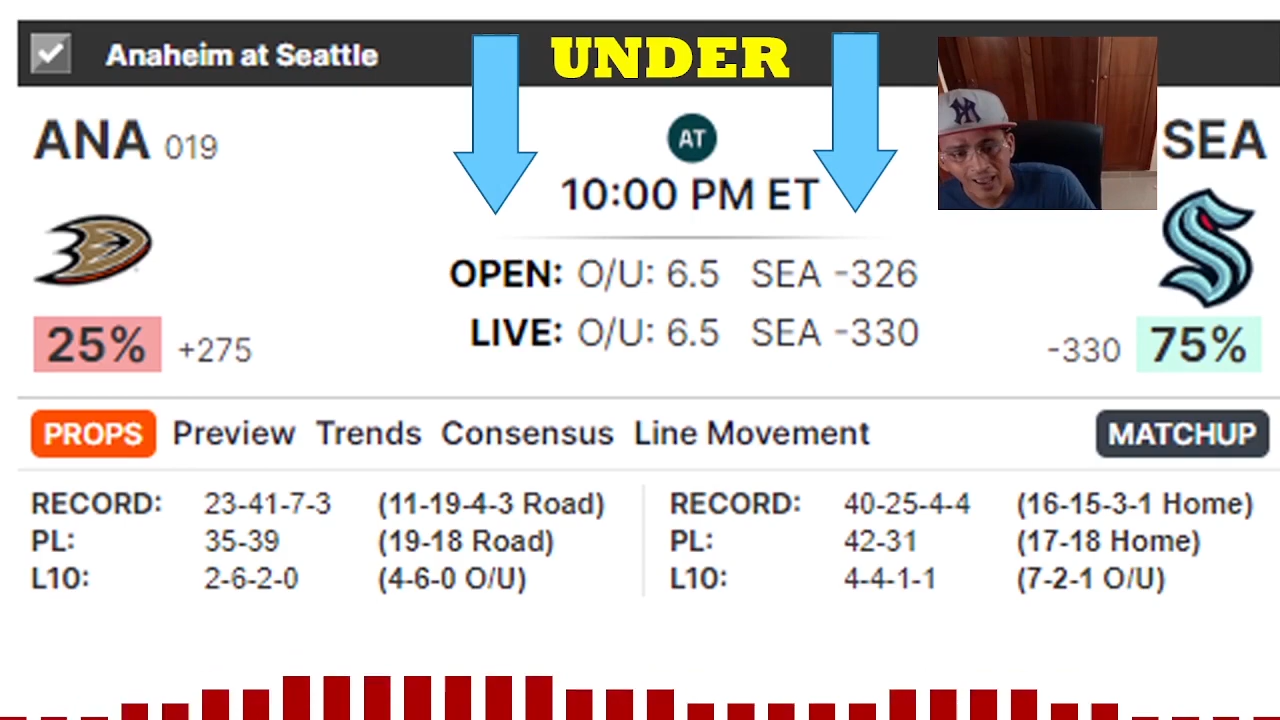 Anaheim at Seattle
UNDER
ANA 019
AT
SEA
10:00 PM ET
OPEN: O/U: 6.5 SEA -326
LIVE: O/U: 6.5 SEA -330
25% +275
-330 75%
PROPS Preview Trends Consensus Line Movement MATCHUP
RECORD: 23-41-7-3 (11-19-4-3 Road)
PL: 35-39 (19-18 Road)
L10: 2-6-2-0 (4-6-0 O/U)
RECORD: 40-25-4-4 (16-15-3-1 Home)
PL: 42-31 (17-18 Home)
L10: 4-4-1-1 (7-2-1 O/U)